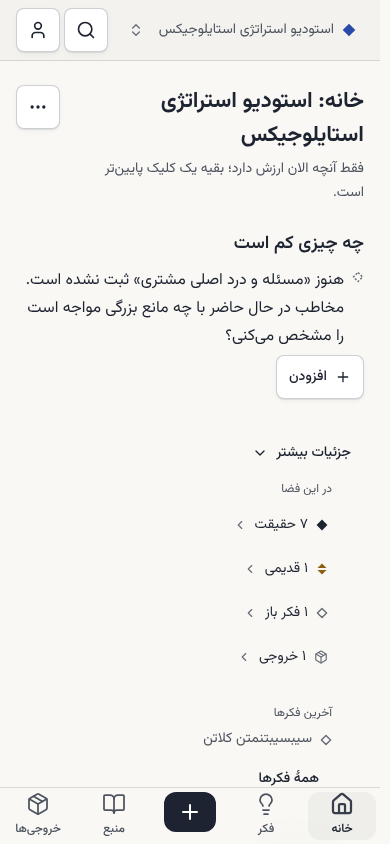 استودیو استراتژی استایلوجیکس
خانه: استودیو استراتژی
استایلوجیکس
فقط آنچه الان ارزش دارد؛ بقیه یک کلیک پایین‌تر
است.
چه چیزی کم است
هنوز «مسئله و درد اصلی مشتری» ثبت نشده است.
مخاطب در حال حاضر با چه مانع بزرگی مواجه است
را مشخص می‌کنی؟
افزودن
جزئیات بیشتر
در این فضا
۷ حقیقت
۱ قدیمی
۱ فکر باز
۱ خروجی
آخرین فکرها
سیبسیبتنمتن کلاتن
همهٔ فکرها
خانه
فکر
منبع
خروجی‌ها